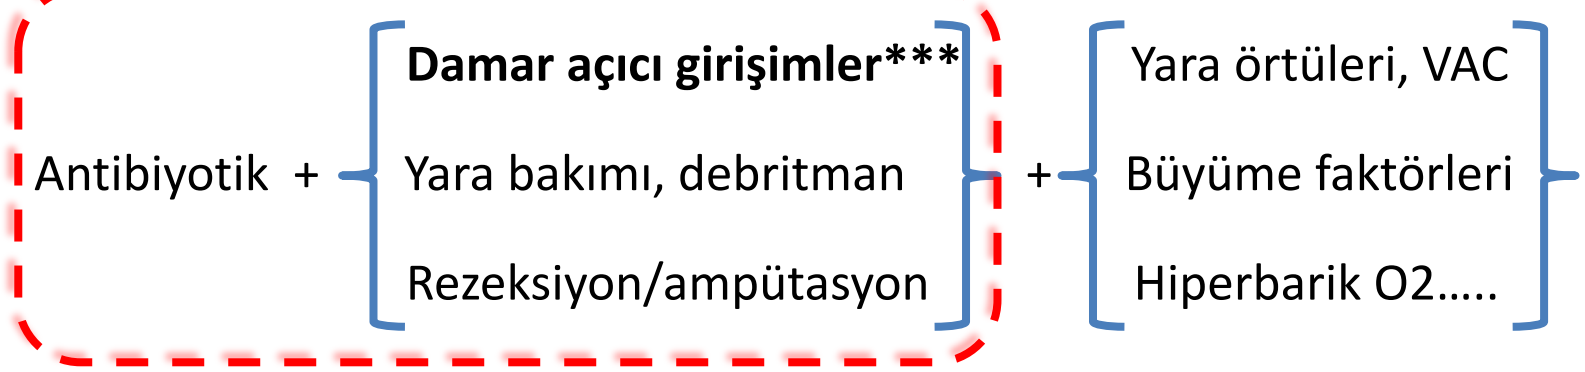 Damar açıcı girişimler***
Yara örtüleri, VAC
Antibiyotik +
Yara bakımı, debritman
+
Büyüme faktörleri
Rezeksiyon/ampütasyon
Hiperbarik O2.....